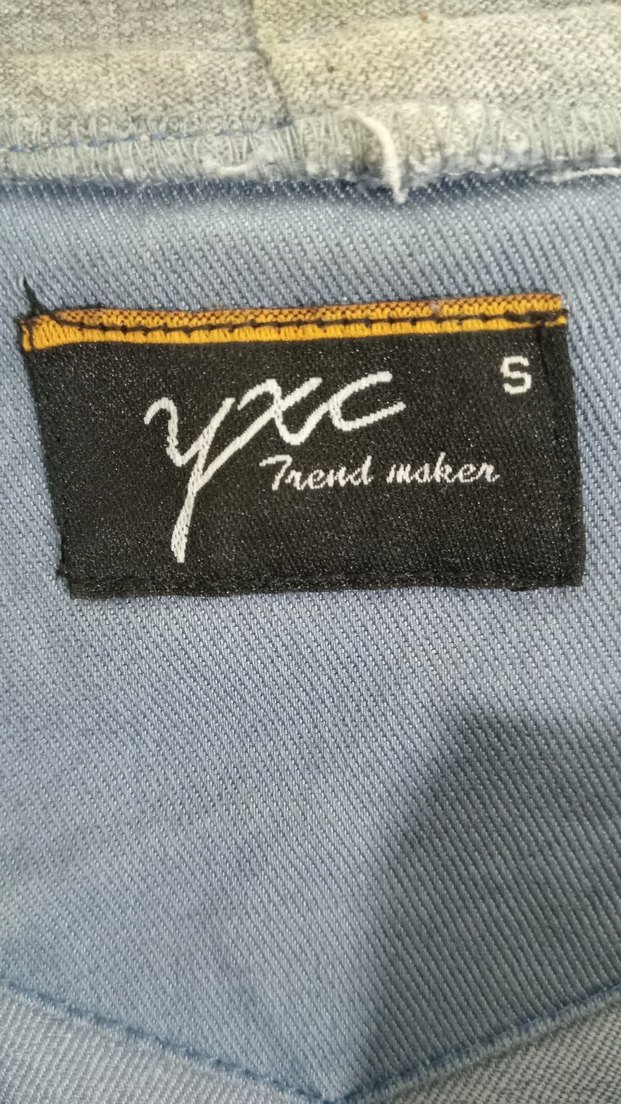 S
yxc
Trend maker